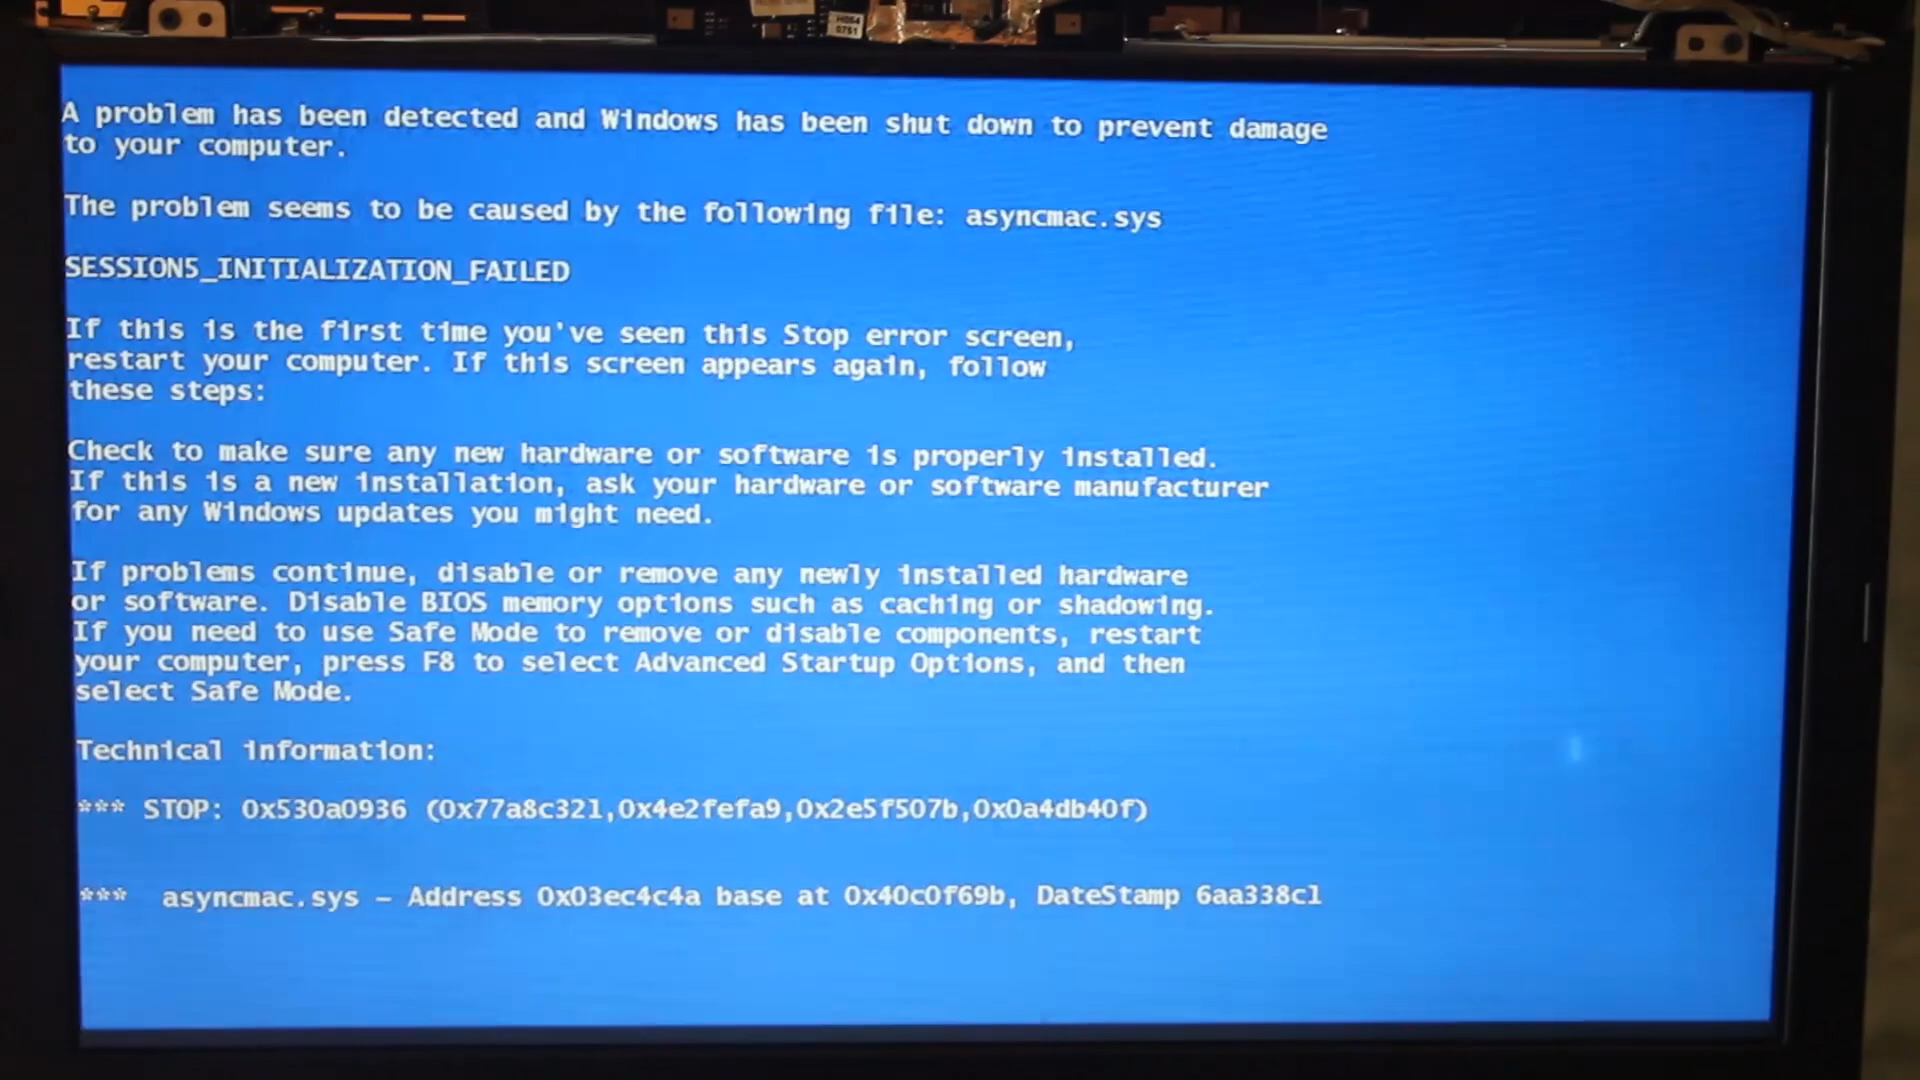 H054
0751
A problem has been detected and Windows has been shut down to prevent damage
to your computer.
The problem seems to be caused by the following file: asyncmac.sys
SESSION5_INITIALIZATION_FAILED
If this is the first time you've seen this Stop error screen,
restart your computer. If this screen appears again, follow
these steps:
Check to make sure any new hardware or software is properly installed.
If this is a new installation, ask your hardware or software manufacturer
for any Windows updates you might need.
If problems continue, disable or remove any newly installed hardware
or software. Disable BIOS memory options such as caching or shadowing.
If you need to use Safe Mode to remove or disable components, restart
your computer, press F8 to select Advanced Startup Options, and then
select Safe Mode.
Technical information:
*** STOP: 0x530a0936 (0x77a8c321,0x4e2fefa9,0x2e5f507b,0x0a4db40f)
*** asyncmac.sys – Address 0x03ec4c4a base at 0x40c0f69b, DateStamp 6aa338c1